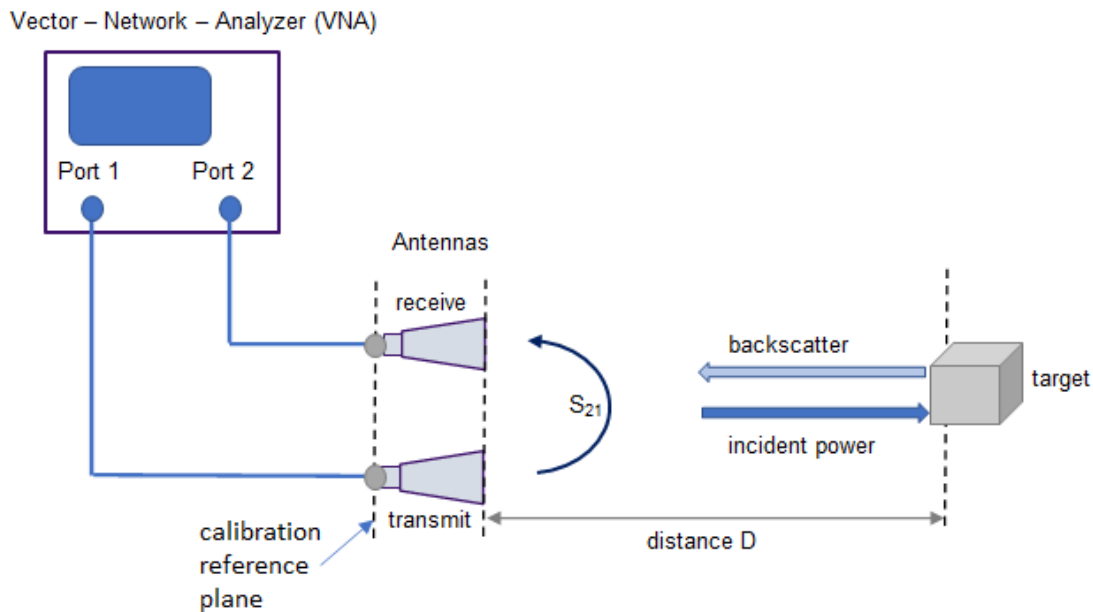 Vector – Network – Analyzer (VNA)
Port 1
Port 2
Antennas
receive
backscatter
target
S₂₁
incident power
transmit
distance D
calibration
reference
plane